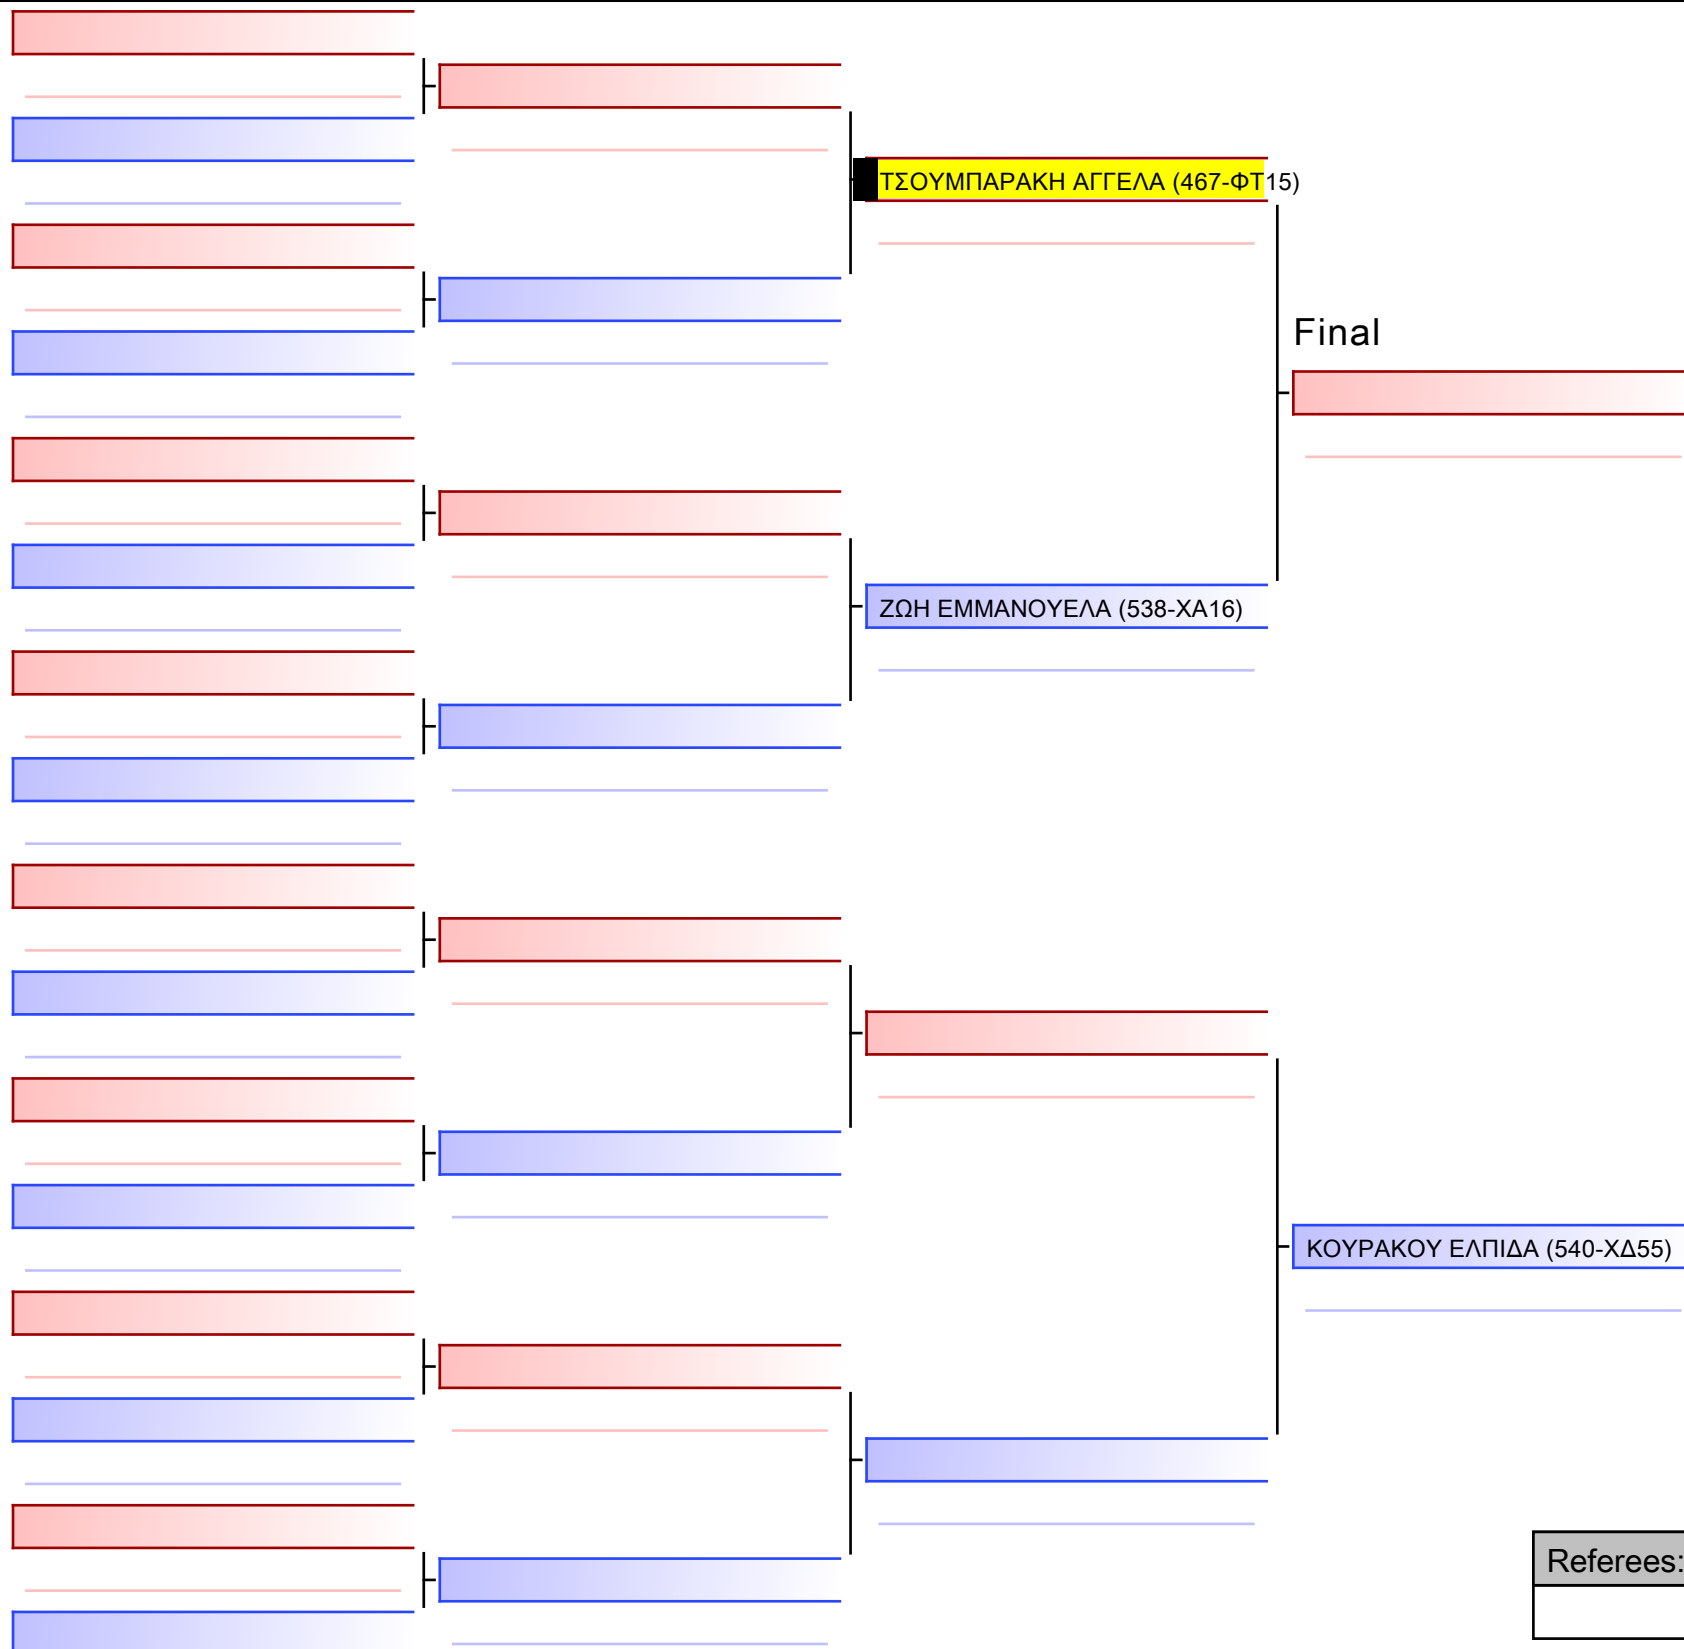 ΤΣΟΥΜΠΑΡΑΚΗ ΑΓΓΕΛΑ (467-ΦΤ15)
Final
ΖΩΗ ΕΜΜΑΝΟΥΕΛΑ (538-ΧΑ16)
ΚΟΥΡΑΚΟΥ ΕΛΠΙΔΑ (540-ΧΔ55)
Referees: